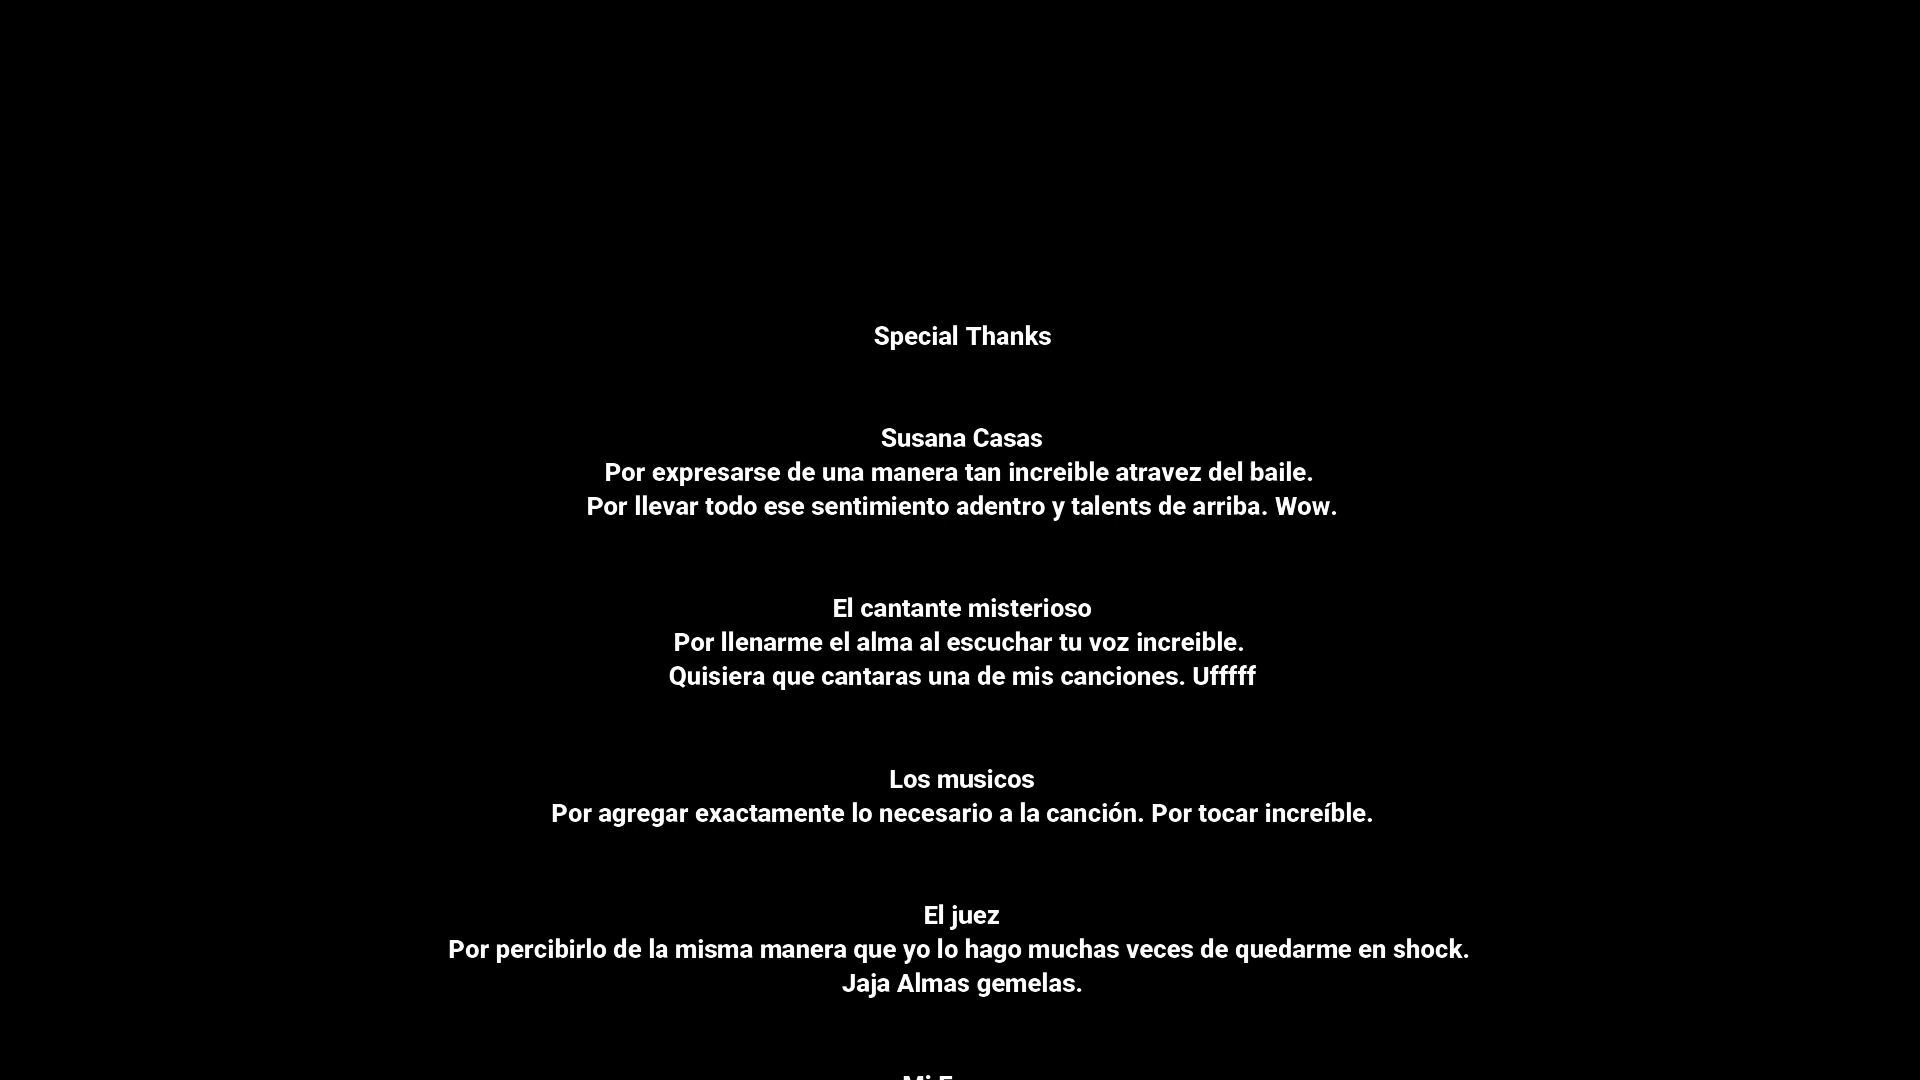 Special Thanks
Susana Casas
Por expresarse de una manera tan increible atravez del baile.
Por llevar todo ese sentimiento adentro y talents de arriba. Wow.
El cantante misterioso
Por llenarme el alma al escuchar tu voz increible.
Quisiera que cantaras una de mis canciones. Ufffff
Los musicos
Por agregar exactamente lo necesario a la canción. Por tocar increíble.
El juez
Por percibirlo de la misma manera que yo lo hago muchas veces de quedarme en shock.
Jaja Almas gemelas.